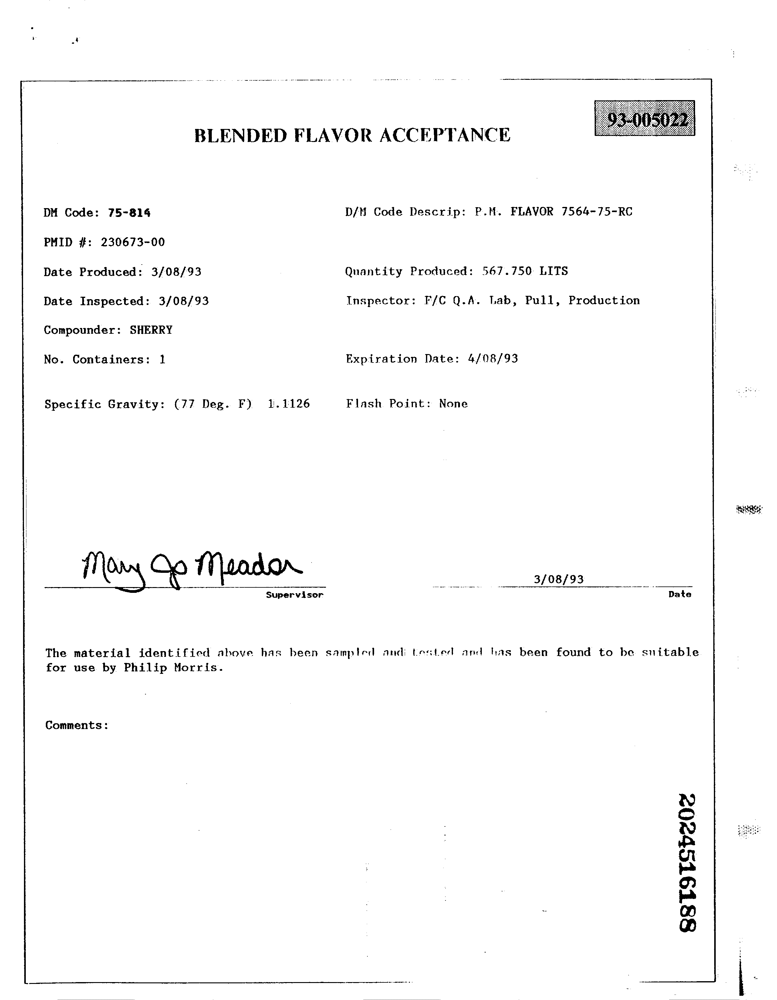 93-005022
BLENDED FLAVOR ACCEPTANCE
DM Code: 75-814 D/M Code Descrip: P.M. FLAVOR 7564-75-RC
PMID #: 230673-00
Date Produced: 3/08/93 Quantity Produced: 567.750 LITS
Date Inspected: 3/08/93 Inspector: F/C Q.A. Lab, Pull, Production
Compounder: SHERRY
No. Containers: 1 Expiration Date: 4/08/93
Specific Gravity: (77 Deg. F) 1.1126 Flash Point: None
Mary Jo Meador 3/08/93
Supervisor Date
The material identified above has been sampled and tested and has been found to be suitable
for use by Philip Morris.
Comments:
2024516188